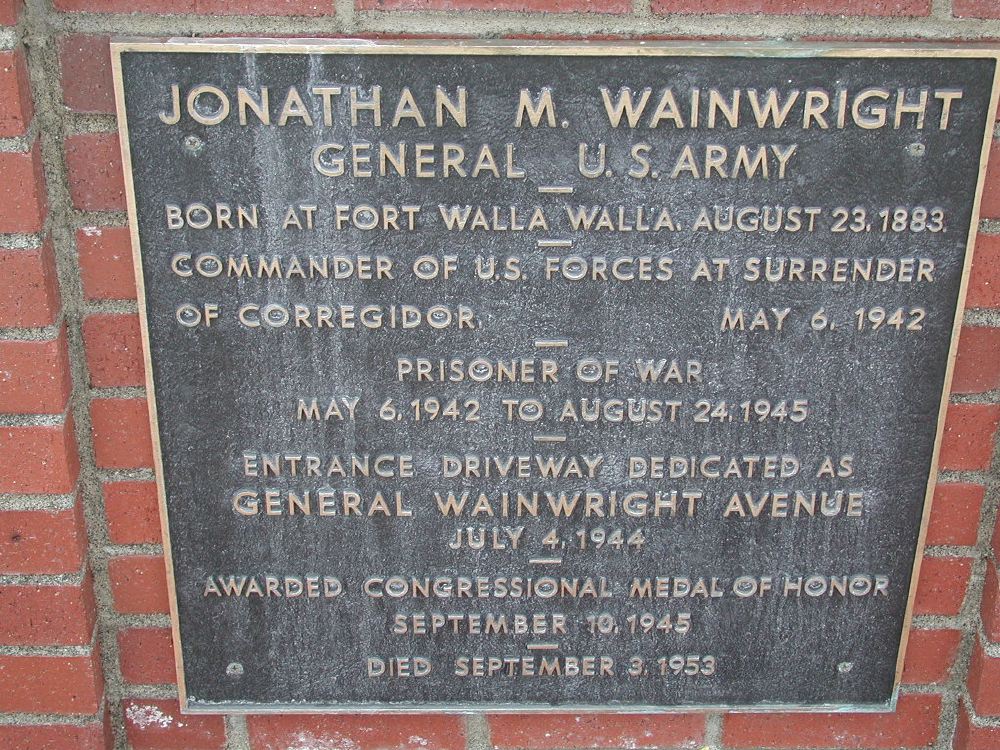 JONATHAN M. WAINWRIGHT
GENERAL U.S. ARMY
BORN AT FORT WALLA WALLA, AUGUST 23, 1883.
COMMANDER OF U.S. FORCES AT SURRENDER
OF CORREGIDOR, MAY 6, 1942
PRISONER OF WAR
MAY 6, 1942 TO AUGUST 24, 1945
ENTRANCE DRIVEWAY DEDICATED AS
GENERAL WAINWRIGHT AVENUE
JULY 4, 1944
AWARDED CONGRESSIONAL MEDAL OF HONOR
SEPTEMBER 10, 1945
DIED SEPTEMBER 3, 1953